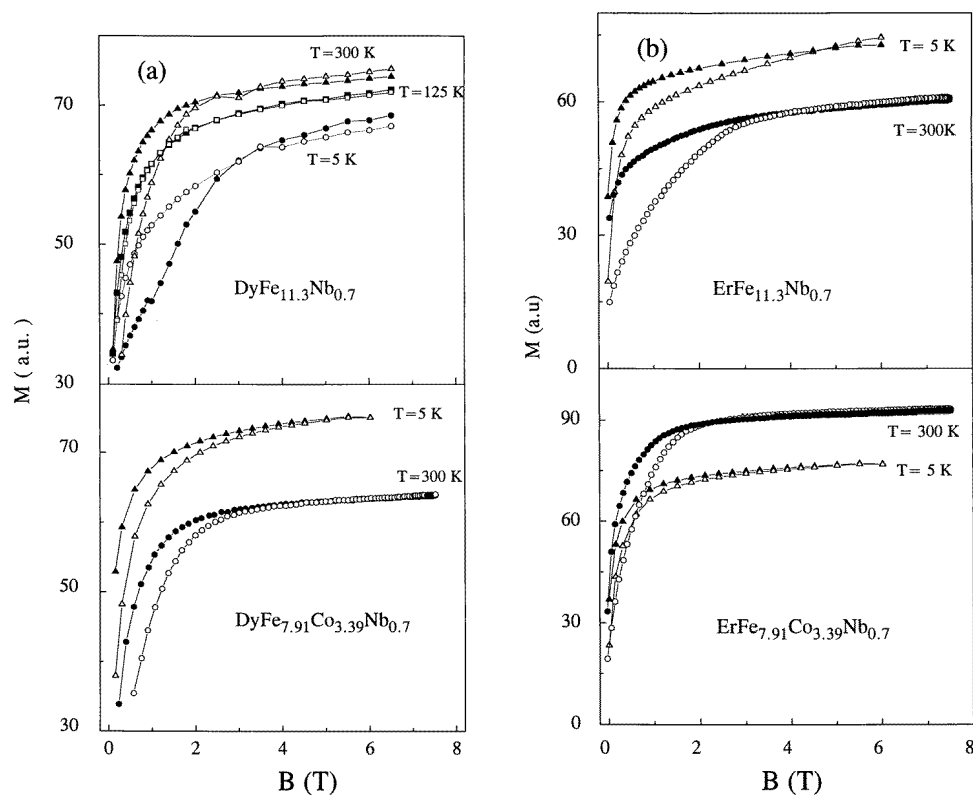 (a)
T=300 K
T=125 K
T=5 K
DyFe11.3Nb0.7
70
50
30
M ( a.u. )
T=5 K
T=300 K
DyFe7.91Co3.39Nb0.7
70
50
30
0 2 4 6 8
B (T)
(b)
T= 5 K
T=300K
ErFe11.3Nb0.7
60
30
0
M (a.u)
T= 300 K
T= 5 K
ErFe7.91Co3.39Nb0.7
90
60
30
0
0 2 4 6 8
B (T)